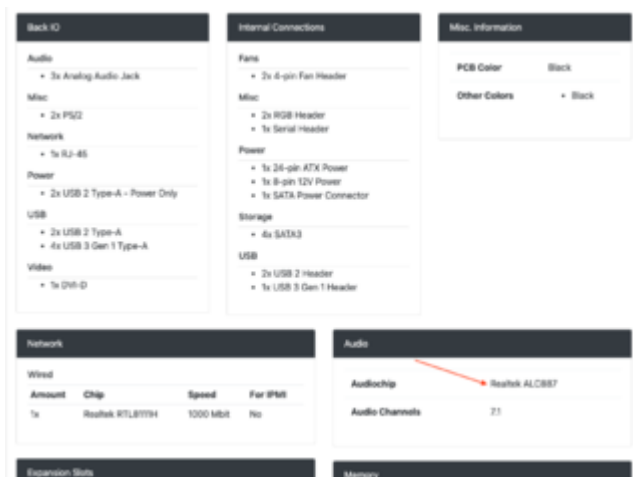 Back IO
Audio
3x Analog Audio Jack
Misc
2x PS/2
Network
1x RJ-45
Power
2x USB 2 Type-A - Power Only
USB
2x USB 2 Type-A
4x USB 3 Gen 1 Type-A
Video
1x DVI-D
Internal Connections
Fans
2x 4-pin Fan Header
Misc
2x RGB Header
1x Serial Header
Power
1x 24-pin ATX Power
1x 8-pin 12V Power
1x SATA Power Connector
Storage
4x SATA3
USB
2x USB 2 Header
1x USB 3 Gen 1 Header
Misc. Information
PCB Color Black
Other Colors Black
Network
Wired
Amount Chip Speed For IPMI
1x Realtek RTL8111H 1000 Mbit No
Audio
Audiochip Realtek ALC887
Audio Channels 7.1
Expansion Slots
Memory